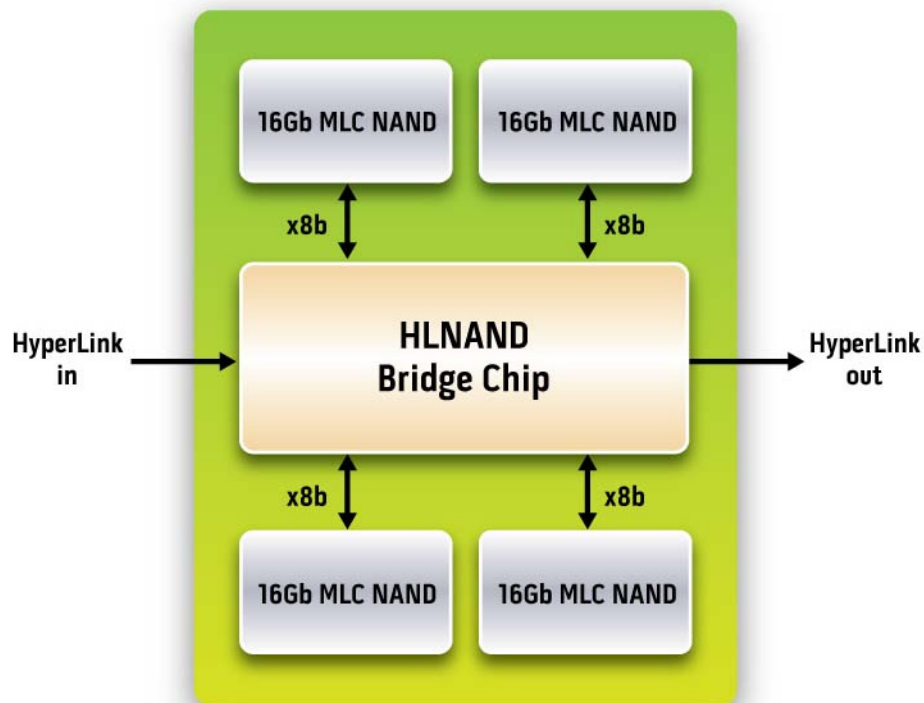 16Gb MLC NAND
16Gb MLC NAND
x8b
x8b
HyperLink
in
HLNAND
Bridge Chip
HyperLink
out
x8b
x8b
16Gb MLC NAND
16Gb MLC NAND